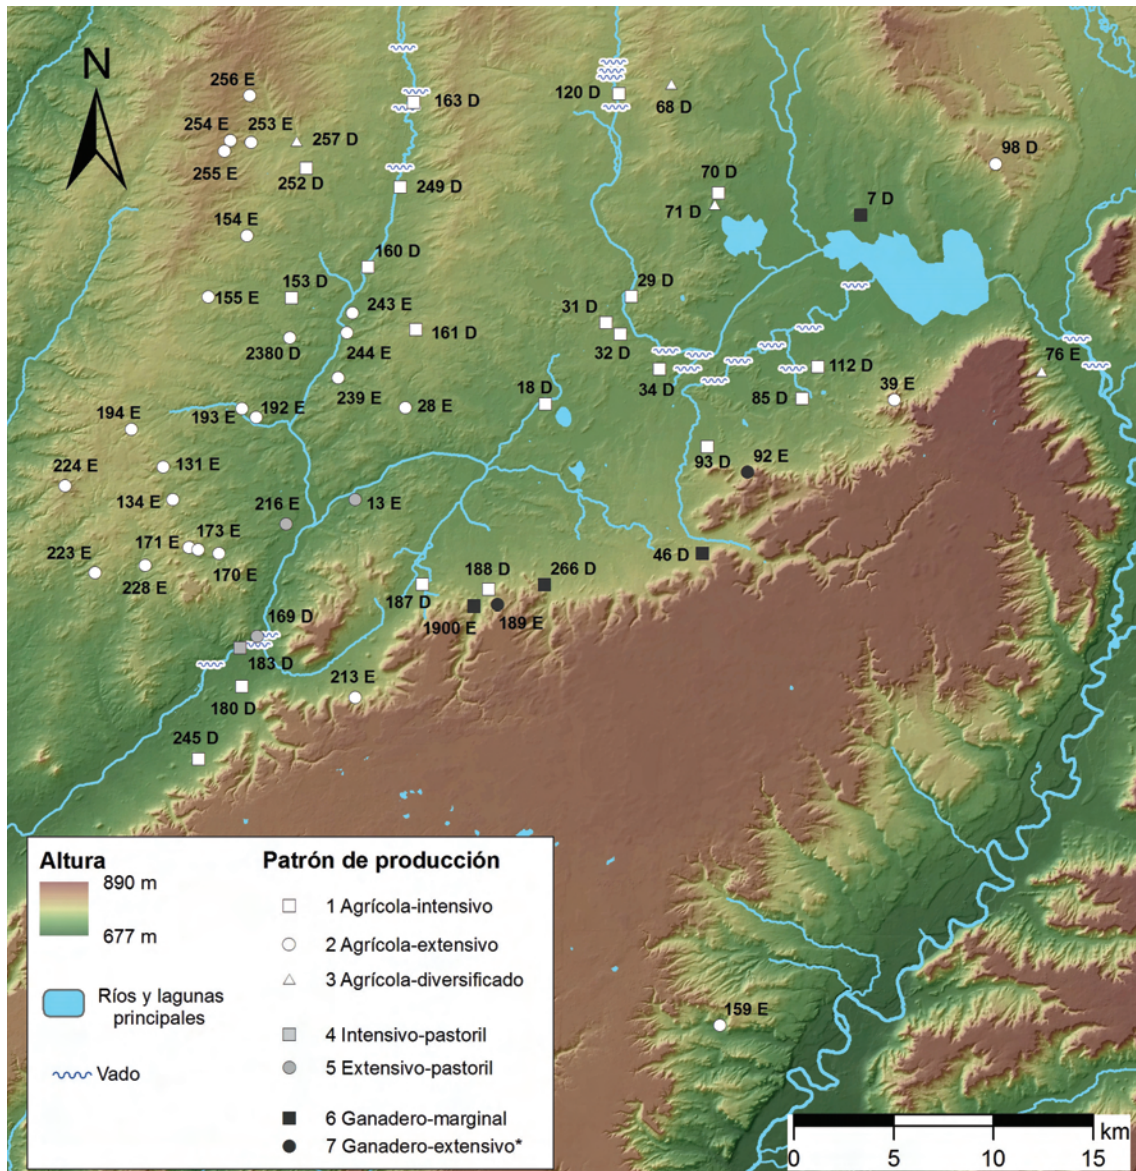 N
256 E
163 D
120 D
68 D
254 E
253 E
257 D
98 D
255 E
252 D
249 D
70 D
7 D
71 D
154 E
160 D
153 D
29 D
155 E
243 E
31 D
161 D
2380 D
244 E
32 D
76 E
112 D
239 E
18 D
34 D
39 E
28 E
85 D
194 E
193 E
192 E
93 D
92 E
131 E
224 E
134 E
216 E
13 E
171 E
173 E
46 D
223 E
228 E
170 E
188 D
266 D
187 D
1900 E
189 E
169 D
183 D
213 E
180 D
245 D
159 E
Altura
890 m
677 m
Ríos y lagunas
principales
Vado
Patrón de producción
1 Agrícola-intensivo
2 Agrícola-extensivo
3 Agrícola-diversificado
4 Intensivo-pastoril
5 Extensivo-pastoril
6 Ganadero-marginal
7 Ganadero-extensivo*
km
0 5 10 15